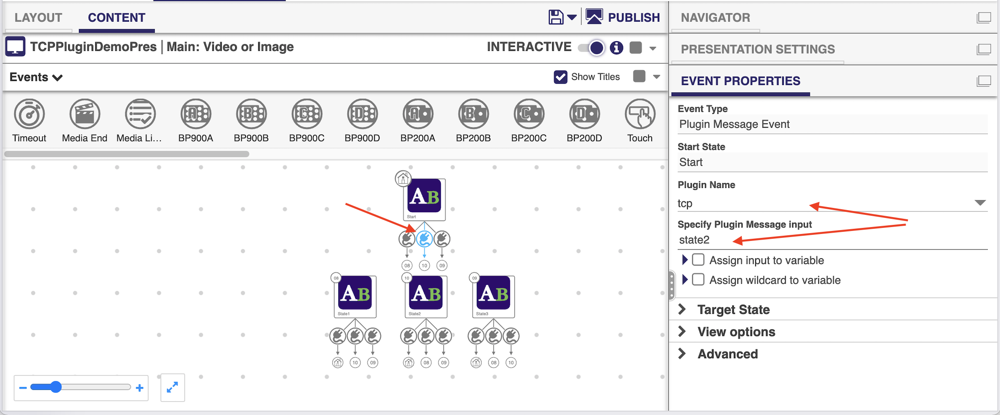 LAYOUT
CONTENT
PUBLISH
TCPPluginDemoPres | Main: Video or Image
INTERACTIVE
Events
Show Titles
Timeout
Media End
Media Li...
BP900A
BP900B
BP900C
BP900D
BP200A
BP200B
BP200C
BP200D
Touch
A
B
C
D
A
B
C
D
AB
Start
08
10
09
08
AB
State1
10
AB
State2
09
AB
State3
10
09
08
09
08
10
NAVIGATOR
PRESENTATION SETTINGS
EVENT PROPERTIES
Event Type
Plugin Message Event
Start State
Start
Plugin Name
tcp
Specify Plugin Message input
state2
Assign input to variable
Assign wildcard to variable
Target State
View options
Advanced